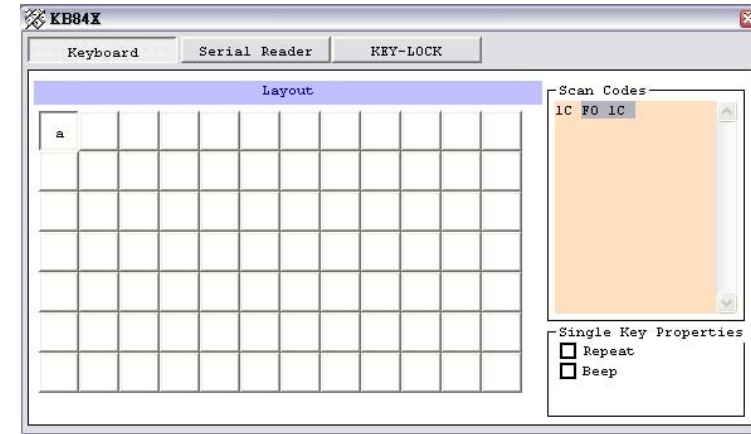 KB84X
Keyboard Serial Reader KEY-LOCK
Layout
a
Scan Codes
1C F0 1C
Single Key Properties
Repeat
Beep